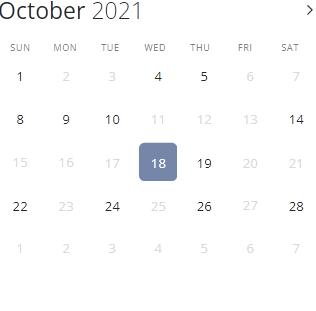 October 2021
SUN MON TUE WED THU FRI SAT
1 2 3 4 5 6 7
8 9 10 11 12 13 14
15 16 17 18 19 20 21
22 23 24 25 26 27 28
1 2 3 4 5 6 7